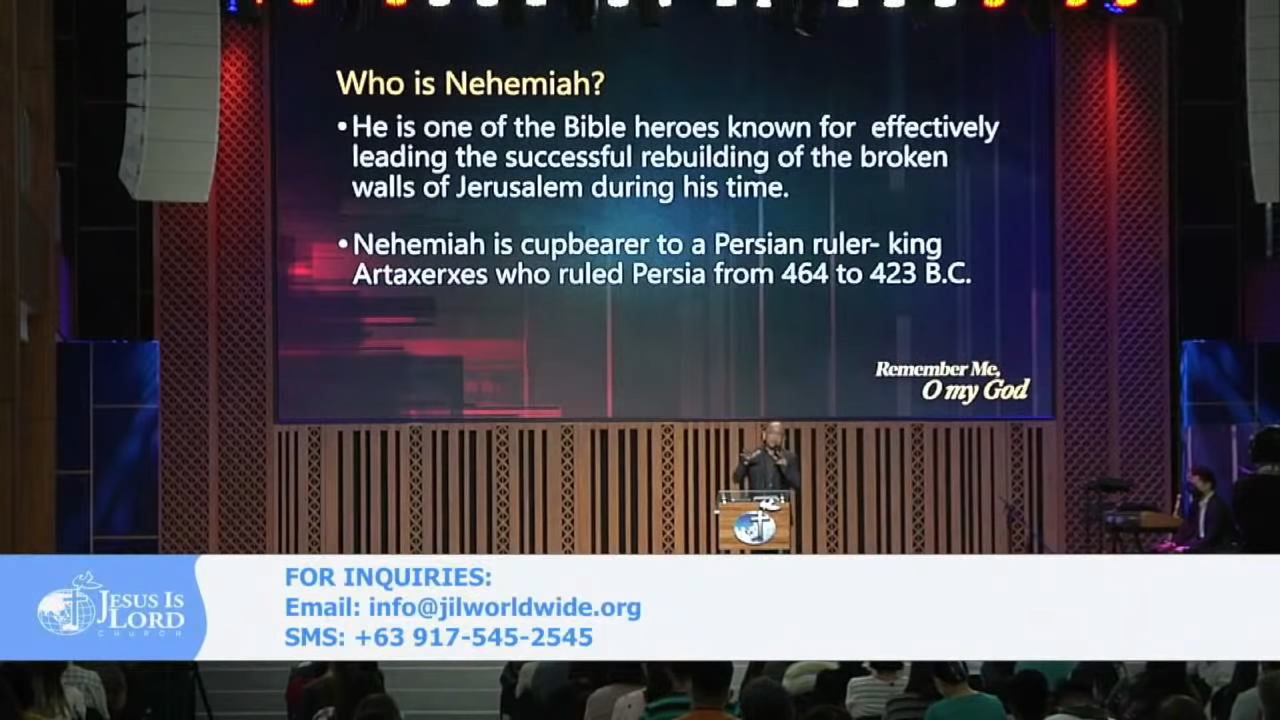 Who is Nehemiah?
•He is one of the Bible heroes known for effectively
leading the successful rebuilding of the broken
walls of Jerusalem during his time.
•Nehemiah is cupbearer to a Persian ruler- king
Artaxerxes who ruled Persia from 464 to 423 B.C.
Remember Me,
O my God
FOR INQUIRIES:
Email: info@jilworldwide.org
SMS: +63 917-545-2545
JESUS IS
LORD
CHURCH